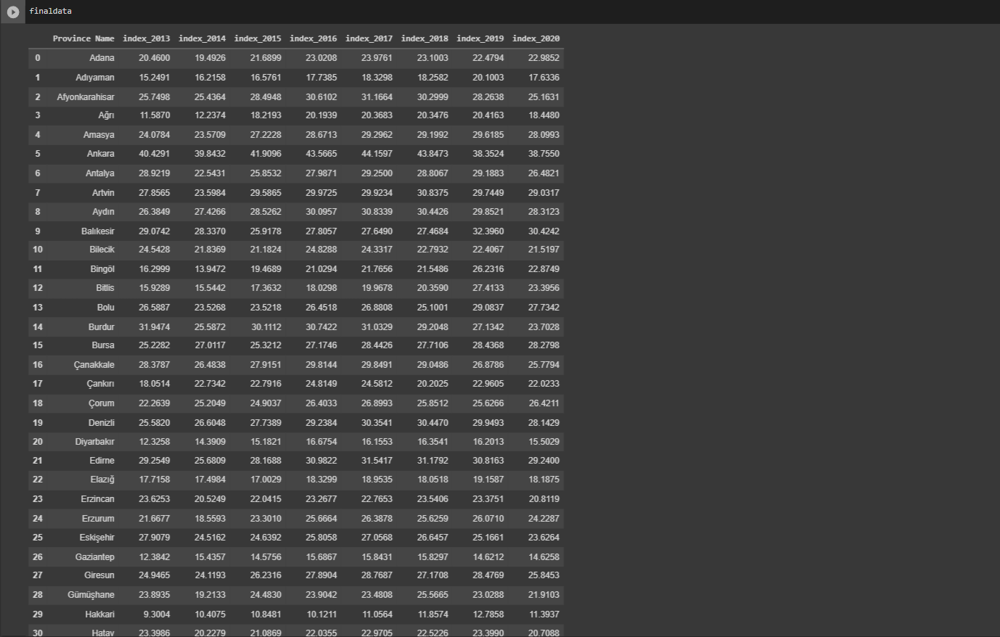 finaldata
Province Name index_2013 index_2014 index_2015 index_2016 index_2017 index_2018 index_2019 index_2020
0 Adana 20.4600 19.4926 21.6899 23.0208 23.9761 23.1003 22.4794 22.9852
1 Adıyaman 15.2491 16.2158 16.5761 17.7385 18.3298 18.2582 20.1003 17.6336
2 Afyonkarahisar 25.7498 25.4364 28.4948 30.6102 31.1664 30.2999 28.2638 25.1631
3 Ağrı 11.5870 12.2374 18.2193 20.1939 20.3683 20.3476 20.4163 18.4480
4 Amasya 24.0784 23.5709 27.2228 28.6713 29.2962 29.1992 29.6185 28.0993
5 Ankara 40.4291 39.8432 41.9096 43.5665 44.1597 43.8473 38.3524 38.7550
6 Antalya 28.9219 22.5431 25.8532 27.9871 29.2500 28.8067 29.1883 26.4821
7 Artvin 27.8565 23.5984 29.5865 29.9725 29.9234 30.8375 29.7449 29.0317
8 Aydın 26.3849 27.4266 28.5262 30.0957 30.8339 30.4426 29.8521 28.3123
9 Balıkesir 29.0742 28.3370 25.9178 27.8057 27.6490 27.4684 32.3960 30.4242
10 Bilecik 24.5428 21.8369 21.1824 24.8288 24.3317 22.7932 22.4067 21.5197
11 Bingöl 16.2999 13.9472 19.4689 21.0294 21.7656 21.5486 26.2316 22.8749
12 Bitlis 15.9289 15.5442 17.3632 18.0298 19.9678 20.3590 27.4133 23.3956
13 Bolu 26.5887 23.5268 23.5218 26.4518 26.8808 25.1001 29.0837 27.7342
14 Burdur 31.9474 25.5872 30.1112 30.7422 31.0329 29.2048 27.1342 23.7028
15 Bursa 25.2282 27.0117 25.3212 27.1746 28.4426 27.7106 28.4368 28.2798
16 Çanakkale 28.3787 26.4838 27.9151 29.8144 29.8491 29.0486 26.8786 25.7794
17 Çankırı 18.0514 22.7342 22.7916 24.8149 24.5812 20.2025 22.9605 22.0233
18 Çorum 22.2639 25.2049 24.9037 26.4033 26.8993 25.8512 25.6266 26.4211
19 Denizli 25.5820 26.6048 27.7389 29.2384 30.3541 30.4470 29.9493 28.1429
20 Diyarbakır 12.3258 14.3909 15.1821 16.6754 16.1553 16.3541 16.2013 15.5029
21 Edirne 29.2549 25.6809 28.1688 30.9822 31.5417 31.1792 30.8163 29.2400
22 Elazığ 17.7158 17.4984 17.0029 18.3299 18.9535 18.0518 19.1587 18.1875
23 Erzincan 23.6253 20.5249 22.0415 23.2677 22.7653 23.5406 23.3751 20.8119
24 Erzurum 21.6677 18.5593 23.3010 25.6664 26.3878 25.6259 26.0710 24.2287
25 Eskişehir 27.9079 24.5162 24.6392 25.8058 27.0568 26.6457 25.1661 23.6264
26 Gaziantep 12.3842 15.4357 14.5756 15.6867 15.8431 15.8297 14.6212 14.6258
27 Giresun 24.9465 24.1193 26.2316 27.8904 28.7687 27.1708 28.4769 25.8453
28 Gümüşhane 23.8935 19.2133 24.4830 23.9042 23.4808 25.5665 23.0288 21.9103
29 Hakkari 9.3004 10.4075 10.8481 10.1211 11.0564 11.8574 12.7858 11.3937
30 Hatay 23.3986 20.2279 21.0869 22.0355 22.9705 22.5226 23.3990 20.7088